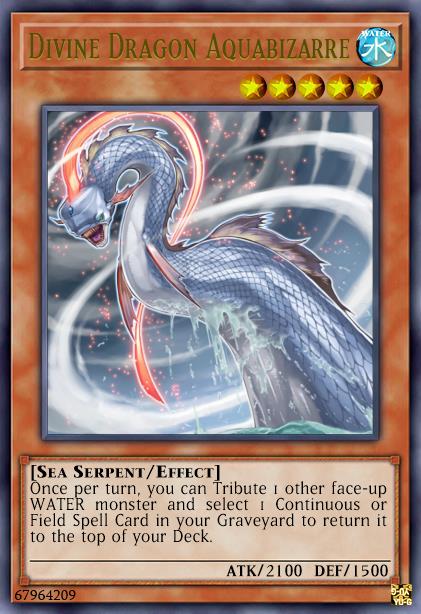 Divine Dragon Aquabizarre
WATER
水
[Sea Serpent/Effect]
Once per turn, you can Tribute 1 other face-up
WATER monster and select 1 Continuous or
Field Spell Card in your Graveyard to return it
to the top of your Deck.
ATK/2100 DEF/1500
67964209